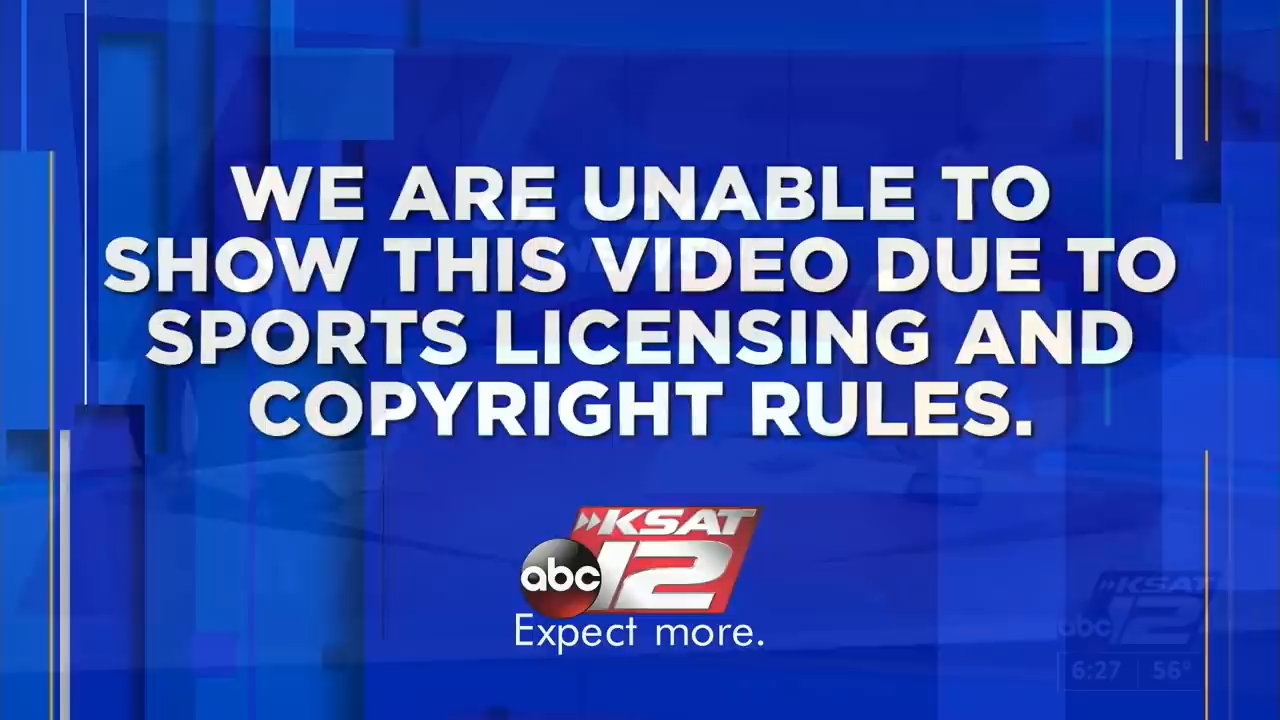 WE ARE UNABLE TO
SHOW THIS VIDEO DUE TO
SPORTS LICENSING AND
COPYRIGHT RULES.
KSAT
abc 12
Expect more.
KSAT
abc 12
6:27 56°